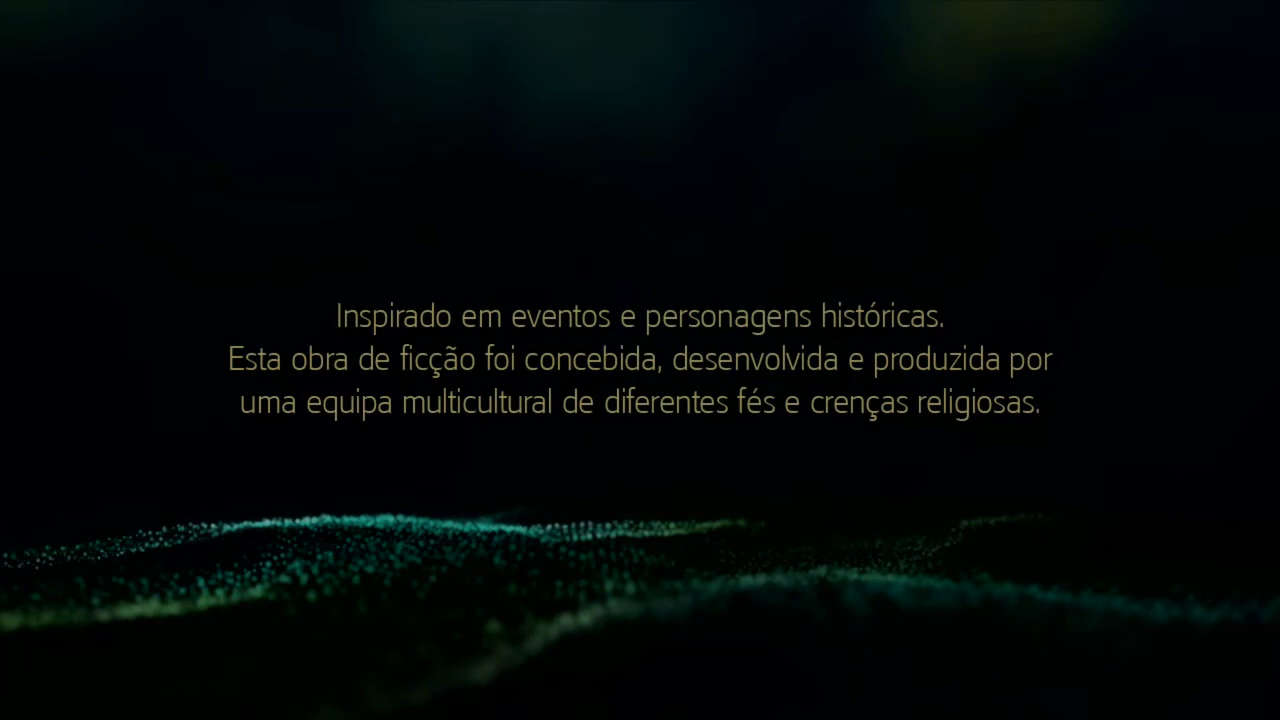 Inspirado em eventos e personagens históricas.
Esta obra de ficção foi concebida, desenvolvida e produzida por
uma equipa multicultural de diferentes fés e crenças religiosas.